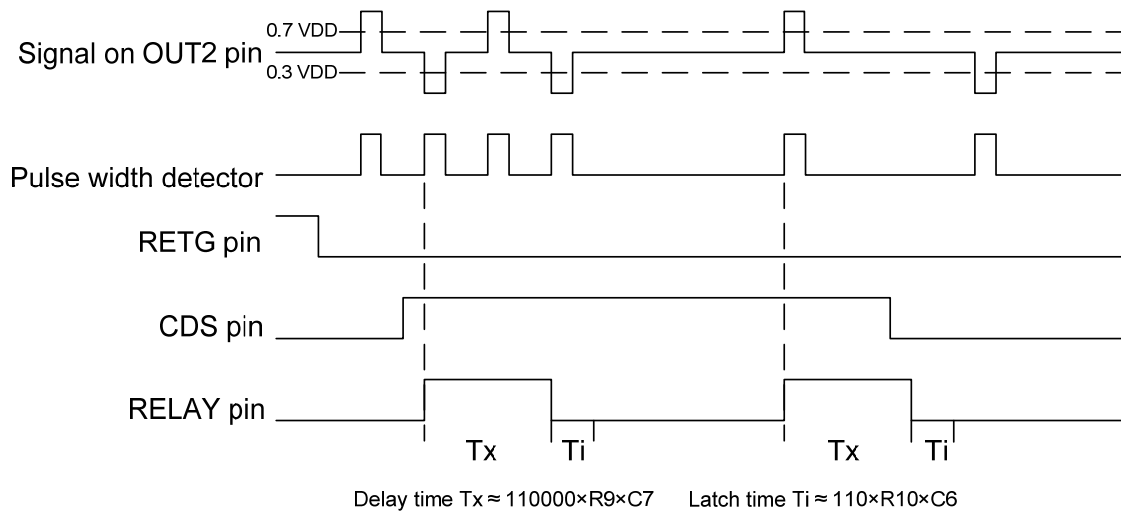 0.7 VDD
Signal on OUT2 pin
0.3 VDD
Pulse width detector
RETG pin
CDS pin
RELAY pin
Tx Ti Tx Ti
Delay time Tx ≈ 110000×R9×C7 Latch time Ti ≈ 110×R10×C6